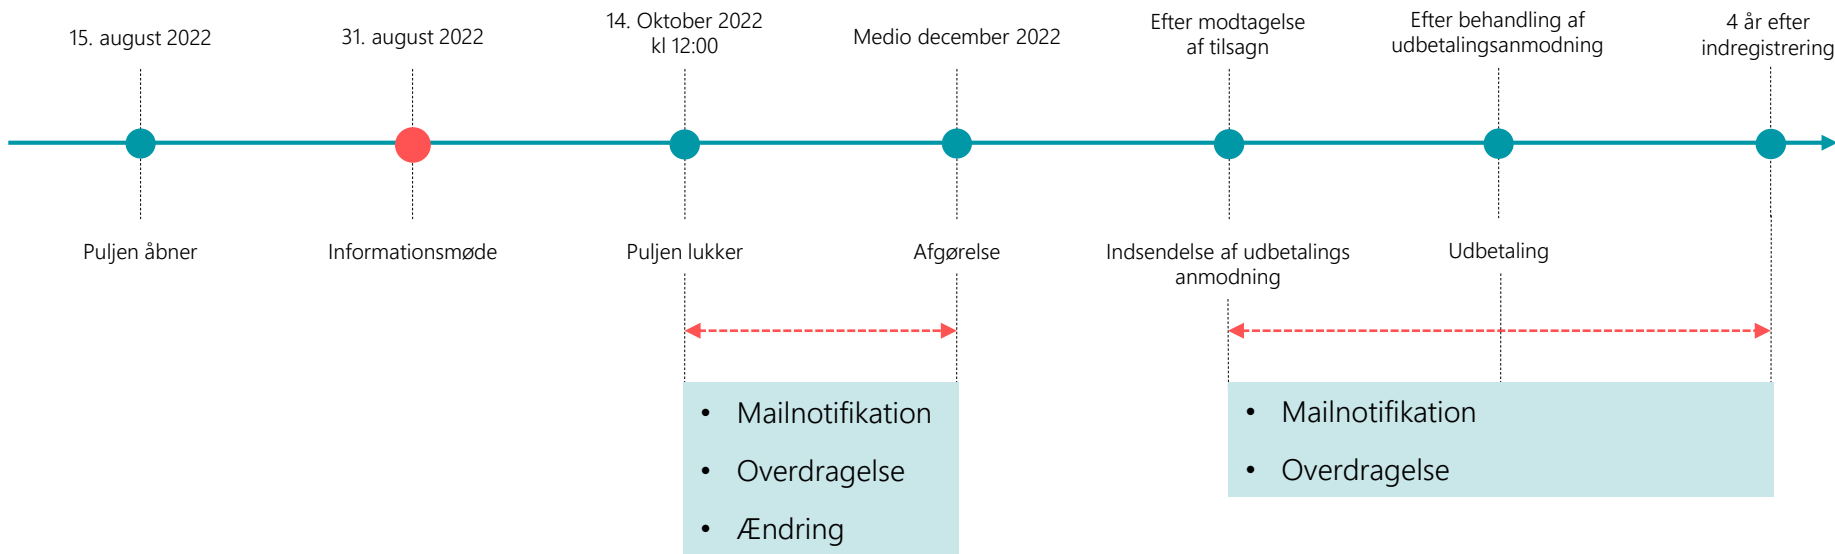 15. august 2022
31. august 2022
14. Oktober 2022
kl 12:00
Medio december 2022
Efter modtagelse
af tilsagn
Efter behandling af
udbetalingsanmodning
4 år efter
indregistrering
Puljen åbner
Informationsmøde
Puljen lukker
Afgørelse
Indsendelse af udbetalings
anmodning
Udbetaling
• Mailnotifikation
• Overdragelse
• Ændring
• Mailnotifikation
• Overdragelse